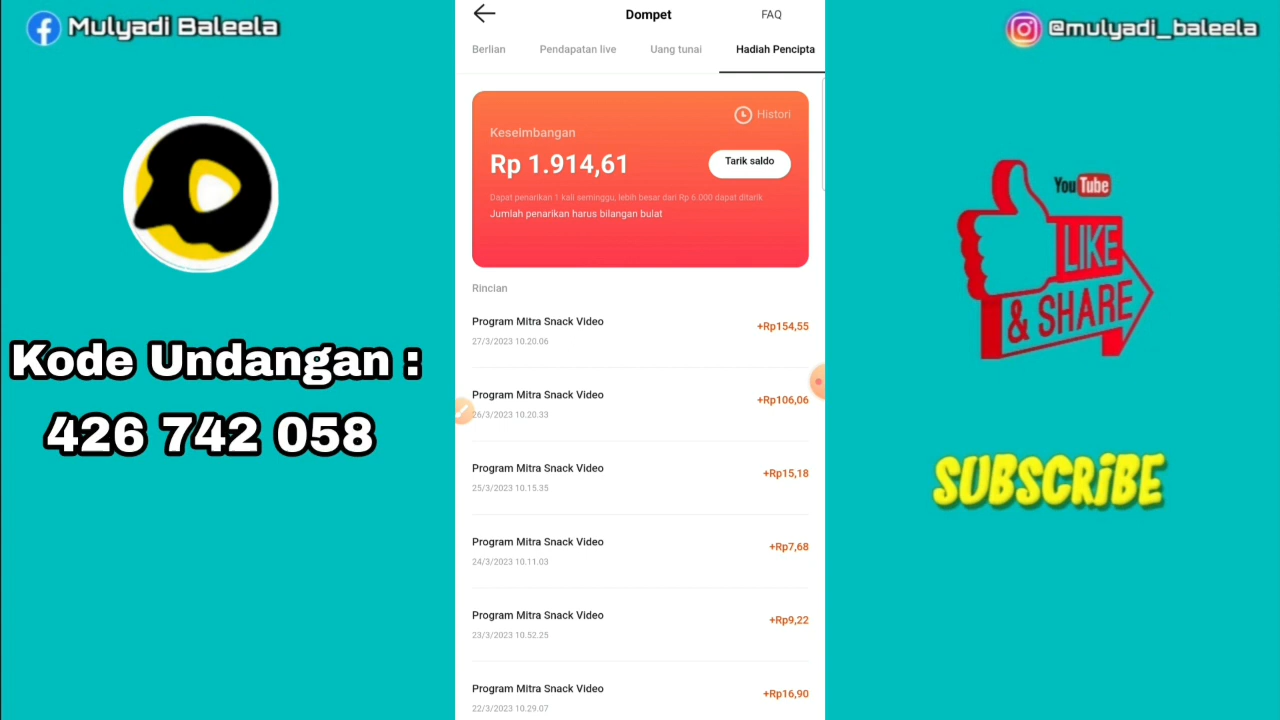 Mulyadi Baleela
@mulyadi_baleela
Dompet
FAQ
Berlian
Pendapatan live
Uang tunai
Hadiah Pencipta
Histori
Keseimbangan
Rp 1.914,61
Tarik saldo
Dapat penarikan 1 kali seminggu, lebih besar dari Rp 6.000 dapat ditarik
Jumlah penarikan harus bilangan bulat
Rincian
Program Mitra Snack Video
+Rp154,55
27/3/2023 10.20.06
Program Mitra Snack Video
+Rp106,06
26/3/2023 10.20.33
Program Mitra Snack Video
+Rp15,18
25/3/2023 10.15.35
Program Mitra Snack Video
+Rp7,68
24/3/2023 10.11.03
Program Mitra Snack Video
+Rp9,22
23/3/2023 10.52.25
Program Mitra Snack Video
+Rp16,90
22/3/2023 10.29.07
Kode Undangan :
426 742 058
YouTube
LIKE
& SHARE
SUBSCRiBE